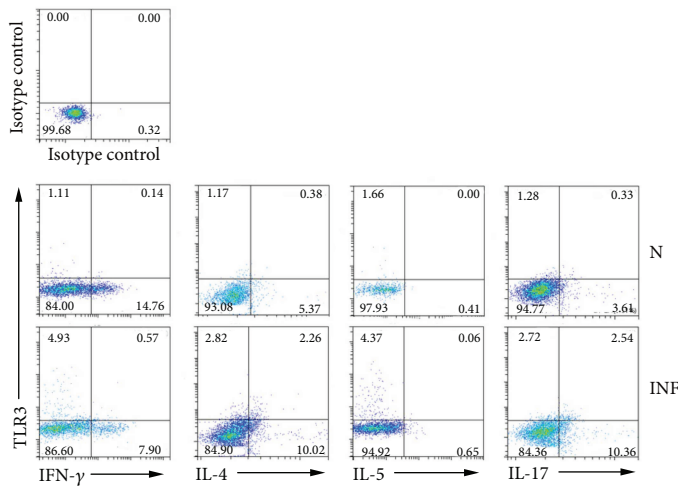 0.00 0.00
Isotype control
99.68 0.32
Isotype control
1.11 0.14 1.17 0.38 1.66 0.00 1.28 0.33
N
84.00 14.76 93.08 5.37 97.93 0.41 94.77 3.61
4.93 0.57 2.82 2.26 4.37 0.06 2.72 2.54
INF
TLR3
86.60 7.90 84.90 10.02 94.92 0.65 84.36 10.36
IFN-γ IL-4 IL-5 IL-17